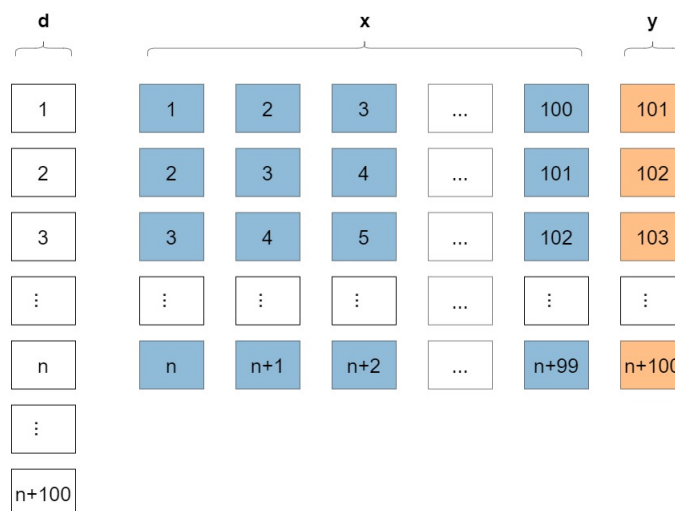 d x y
1 1 2 3 ... 100 101
2 2 3 4 ... 101 102
3 3 4 5 ... 102 103
⋮ ⋮ ⋮ ⋮ ... ⋮ ⋮
n n n+1 n+2 ... n+99 n+100
⋮
n+100